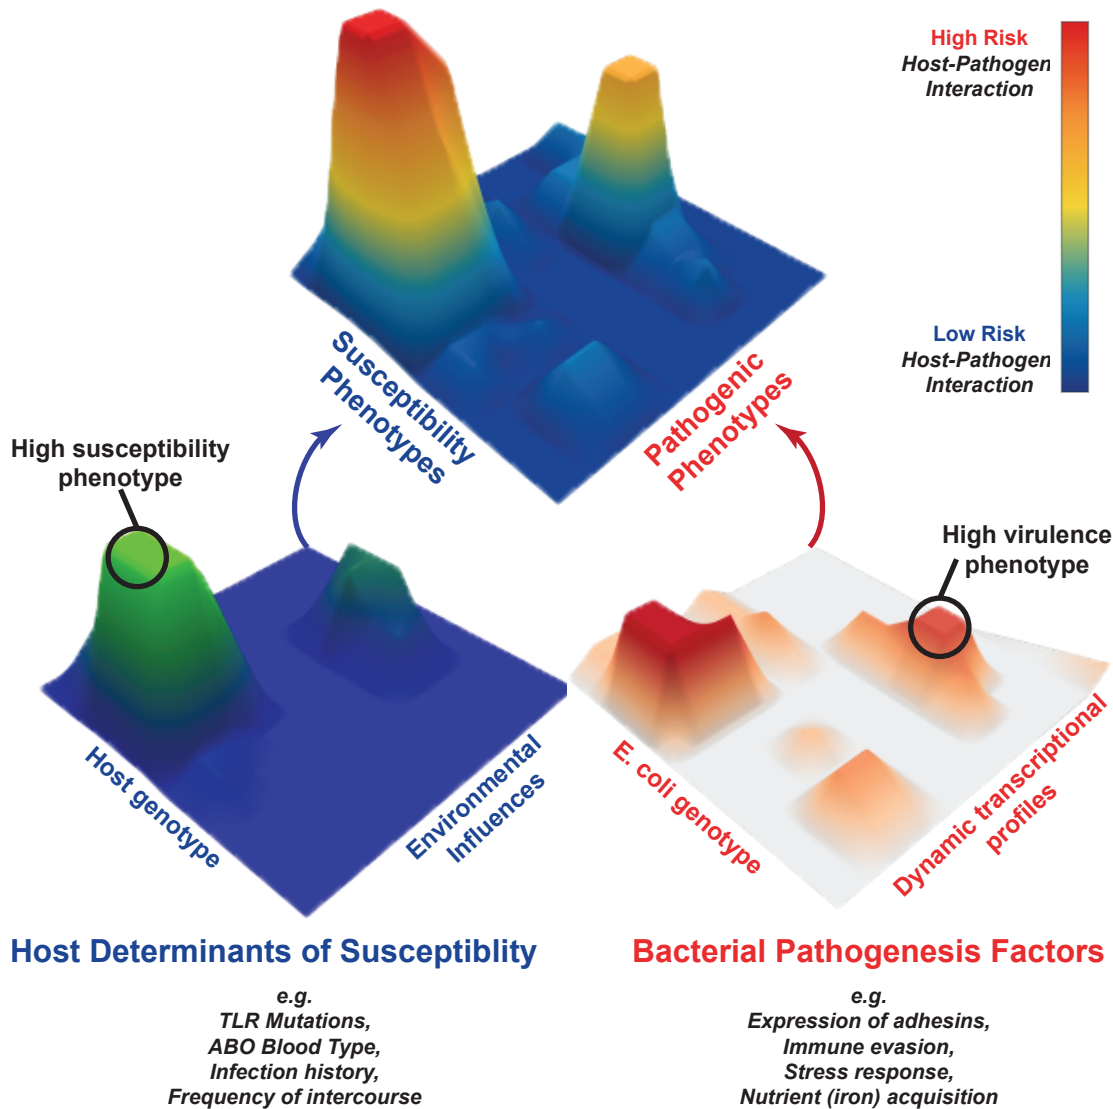 High Risk
Host-Pathogen
Interaction
Low Risk
Host-Pathogen
Interaction
Susceptibility
Phenotypes
Pathogenic
Phenotypes
High susceptibility
phenotype
High virulence
phenotype
Host genotype
Environmental
Influences
E. coli genotype
Dynamic transcriptional
profiles
Host Determinants of Susceptiblity
e.g.
TLR Mutations,
ABO Blood Type,
Infection history,
Frequency of intercourse
Bacterial Pathogenesis Factors
e.g.
Expression of adhesins,
Immune evasion,
Stress response,
Nutrient (iron) acquisition